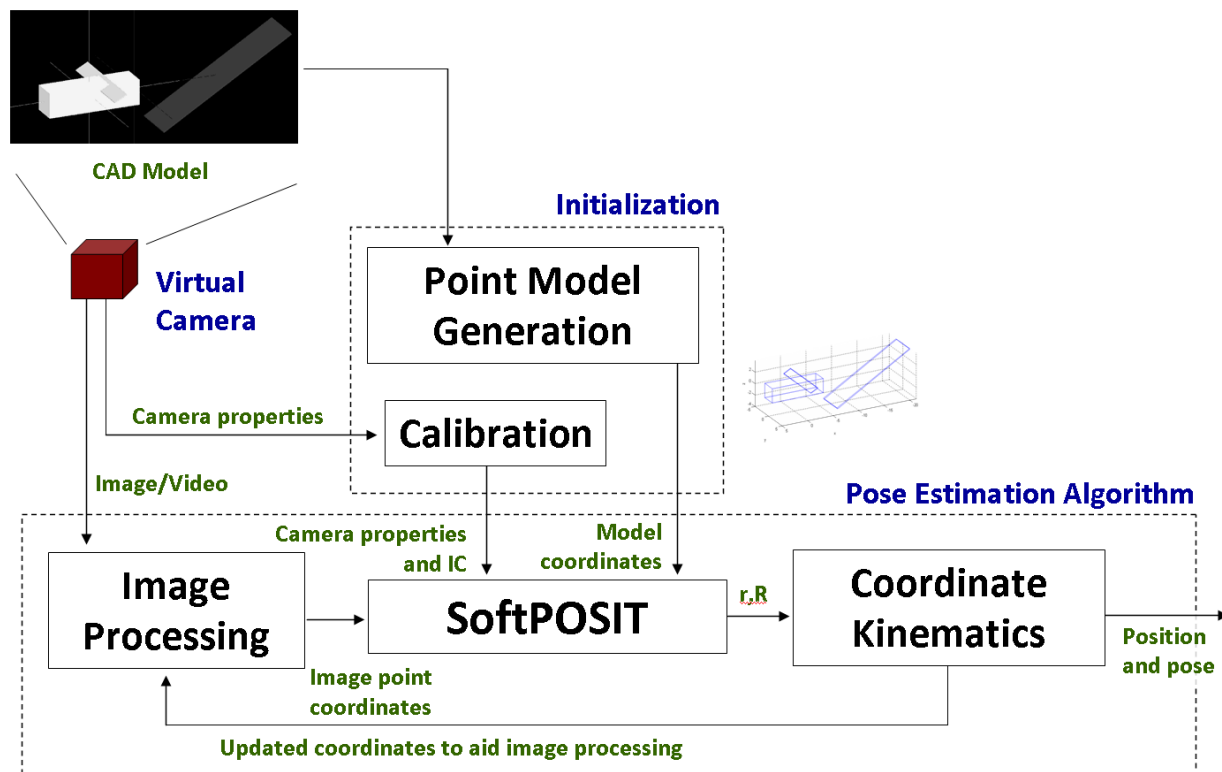 CAD Model
Initialization
Point Model
Generation
Virtual
Camera
Camera properties
Calibration
Image/Video
Pose Estimation Algorithm
Camera properties
and IC
Model
coordinates
Image
Processing
SoftPOSIT
r,R
Coordinate
Kinematics
Position
and pose
Image point
coordinates
Updated coordinates to aid image processing